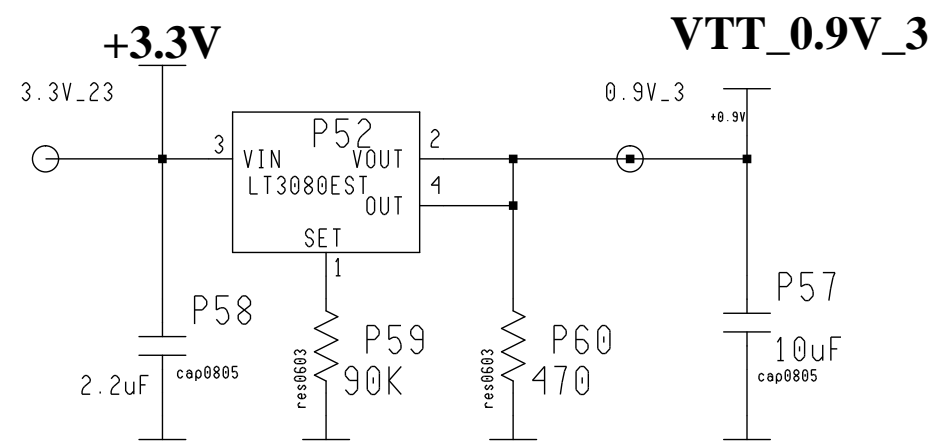 +3.3V
VTT_0.9V_3
3.3V_23
0.9V_3
+0.9V
P52
3
VIN
VOUT
2
LT3080EST
OUT
4
SET
1
P58
2.2uF
cap0805
res0603
P59
90K
res0603
P60
470
P57
10uF
cap0805